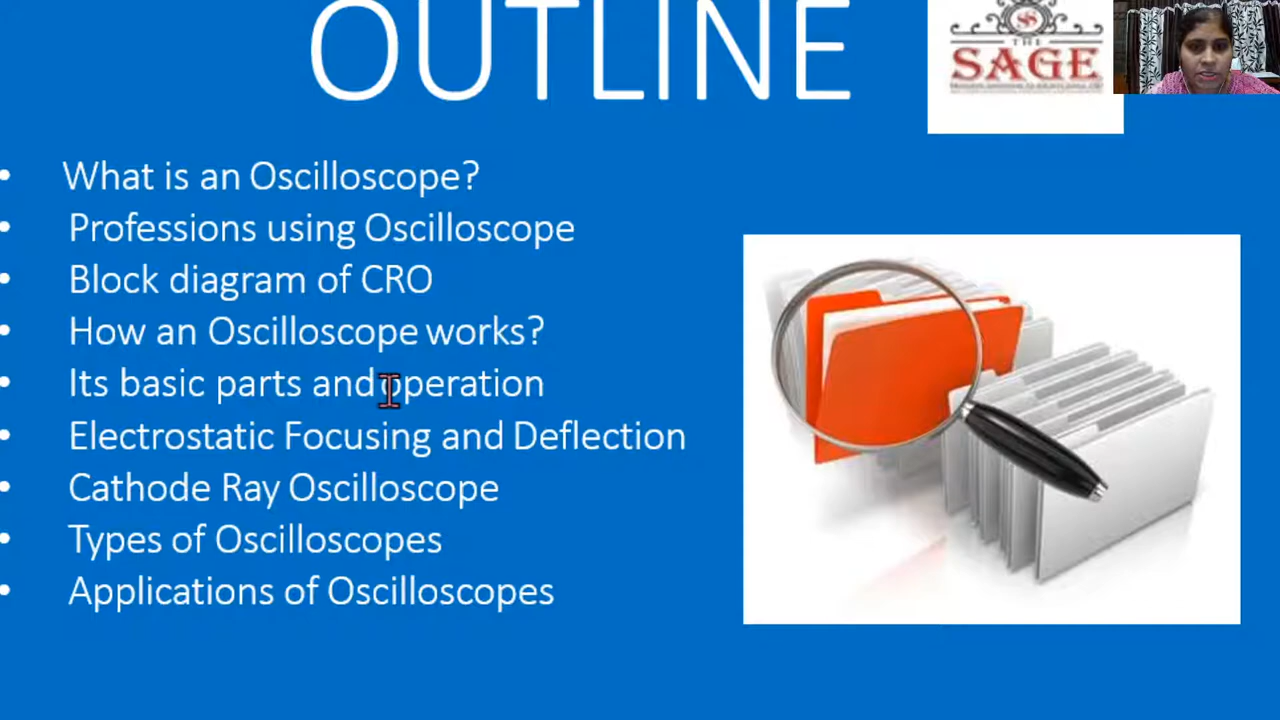 OUTLINE
THE
SAGE
• What is an Oscilloscope?
• Professions using Oscilloscope
• Block diagram of CRO
• How an Oscilloscope works?
• Its basic parts and operation
• Electrostatic Focusing and Deflection
• Cathode Ray Oscilloscope
• Types of Oscilloscopes
• Applications of Oscilloscopes